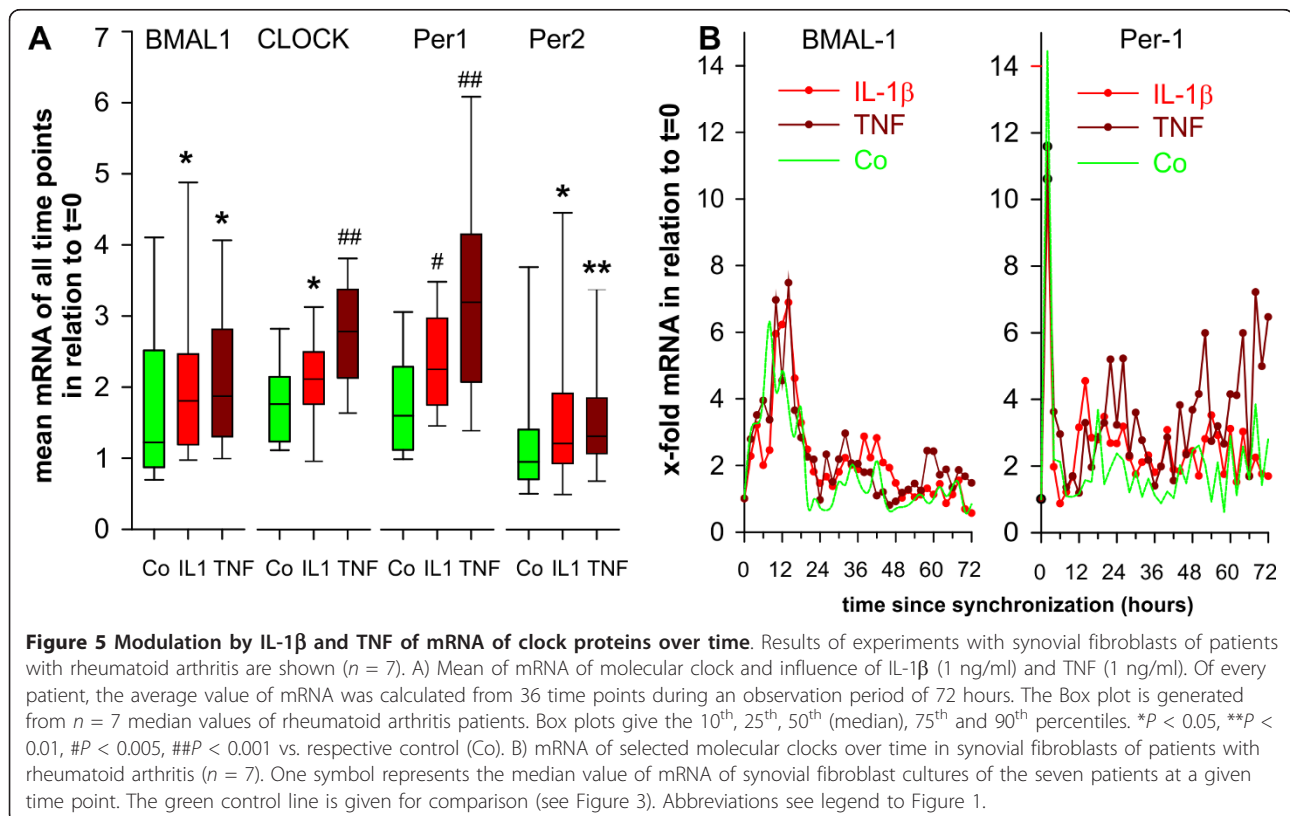 A
BMAL1 CLOCK Per1 Per2
mean mRNA of all time points
in relation to t=0
7
6
5
4
3
2
1
0
* * * ## # ## * **
Co IL1 TNF Co IL1 TNF Co IL1 TNF Co IL1 TNF
B
BMAL-1 Per-1
x-fold mRNA in relation to t=0
14
12
10
8
6
4
2
0
IL-1β
TNF
Co
0 12 24 36 48 60 72
14
12
10
8
6
4
2
0
IL-1β
TNF
Co
0 12 24 36 48 60 72
time since synchronization (hours)
Figure 5 Modulation by IL-1β and TNF of mRNA of clock proteins over time. Results of experiments with synovial fibroblasts of patients
with rheumatoid arthritis are shown (n = 7). A) Mean of mRNA of molecular clock and influence of IL-1β (1 ng/ml) and TNF (1 ng/ml). Of every
patient, the average value of mRNA was calculated from 36 time points during an observation period of 72 hours. The Box plot is generated
from n = 7 median values of rheumatoid arthritis patients. Box plots give the 10th, 25th, 50th (median), 75th and 90th percentiles. *P < 0.05, **P <
0.01, #P < 0.005, ##P < 0.001 vs. respective control (Co). B) mRNA of selected molecular clocks over time in synovial fibroblasts of patients with
rheumatoid arthritis (n = 7). One symbol represents the median value of mRNA of synovial fibroblast cultures of the seven patients at a given
time point. The green control line is given for comparison (see Figure 3). Abbreviations see legend to Figure 1.